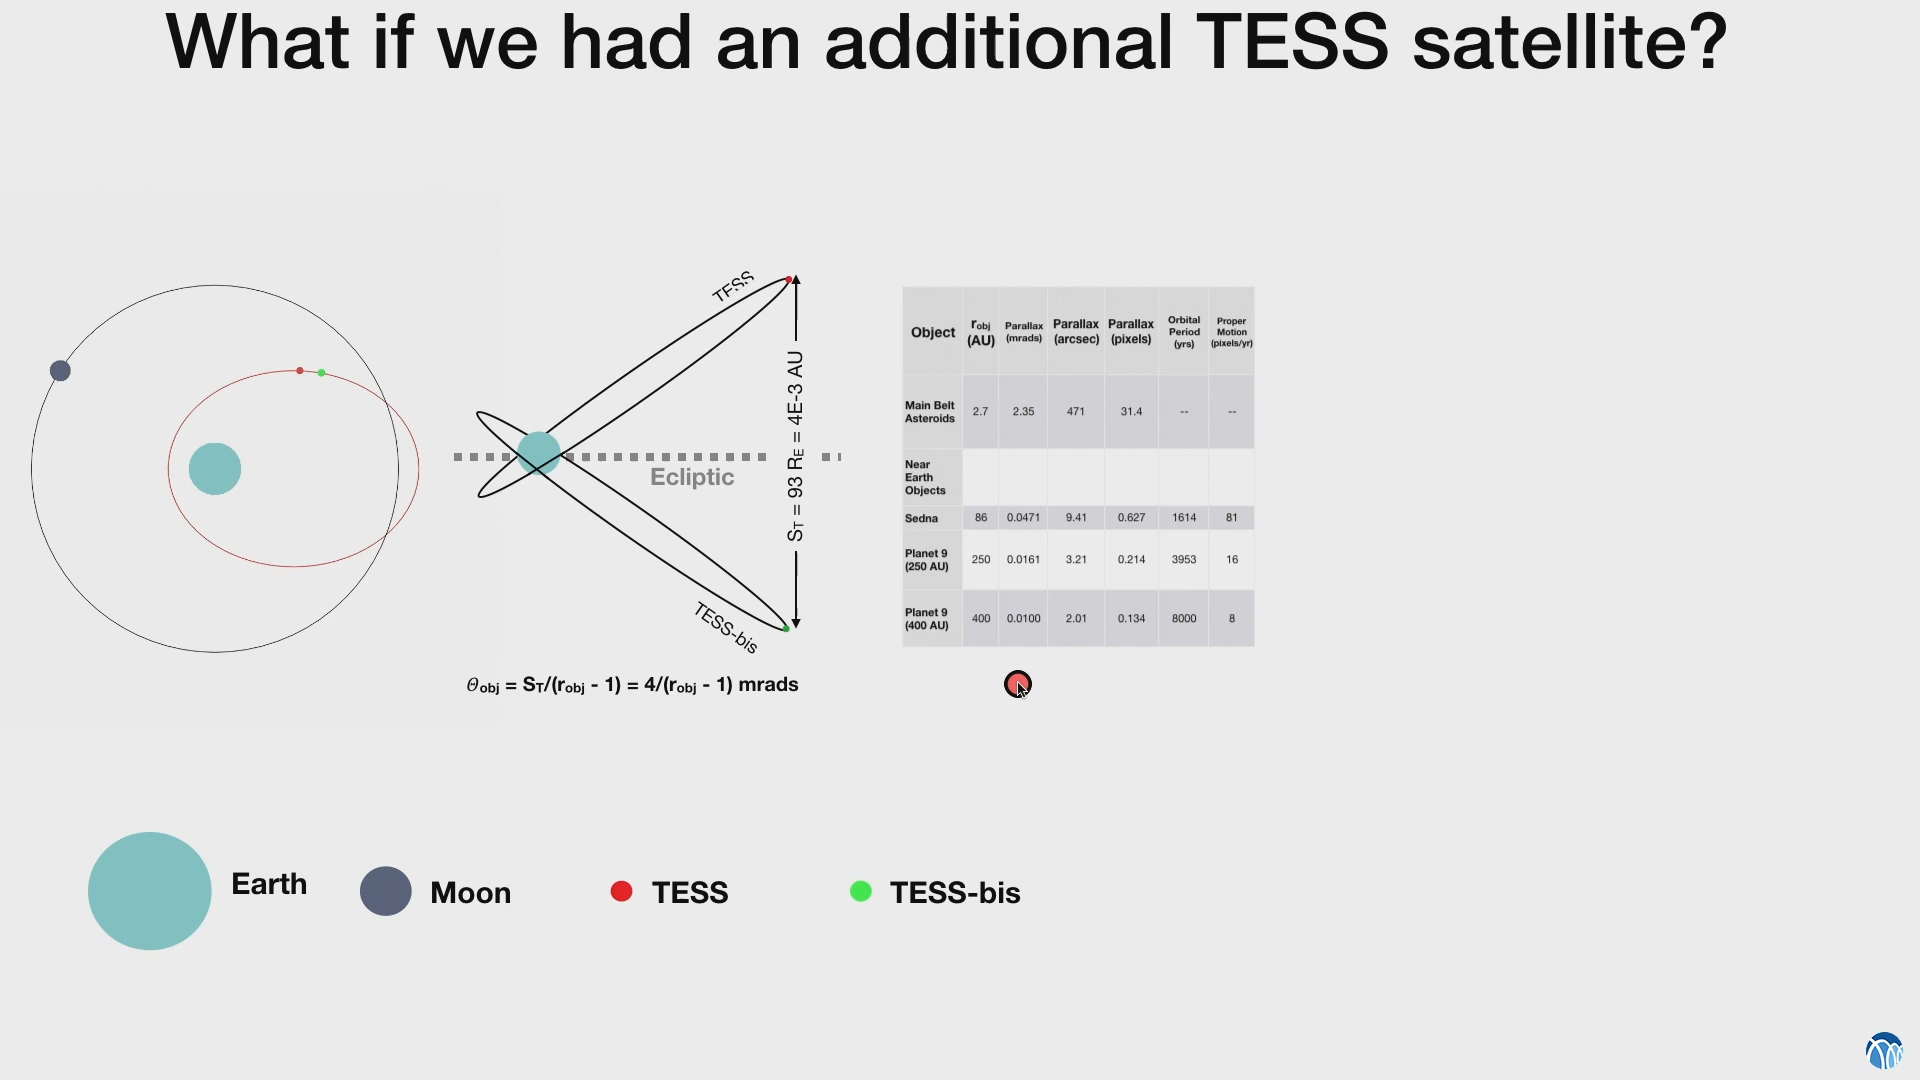 What if we had an additional TESS satellite?
TESS
S_T = 93 R_E = 4E-3 AU
Ecliptic
TESS-bis
Θobj = S_T/(robj - 1) = 4/(robj - 1) mrads
Object robj (AU) Parallax (mrads) Parallax (arcsec) Parallax (pixels) Orbital Period (yrs) Proper Motion (pixels/yr)
Main Belt Asteroids 2.7 2.35 471 31.4 -- --
Near Earth Objects
Sedna 86 0.0471 9.41 0.627 1614 81
Planet 9 (250 AU) 250 0.0161 3.21 0.214 3953 16
Planet 9 (400 AU) 400 0.0100 2.01 0.134 8000 8
Earth
Moon
TESS
TESS-bis